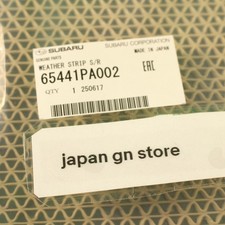 SUBARU SUBARU CORPORATION
GENUINE PARTS MADE IN JAPAN
WEATHER STRIP S/R EAC
65441PA002
QTY 1 250617
japan gn store